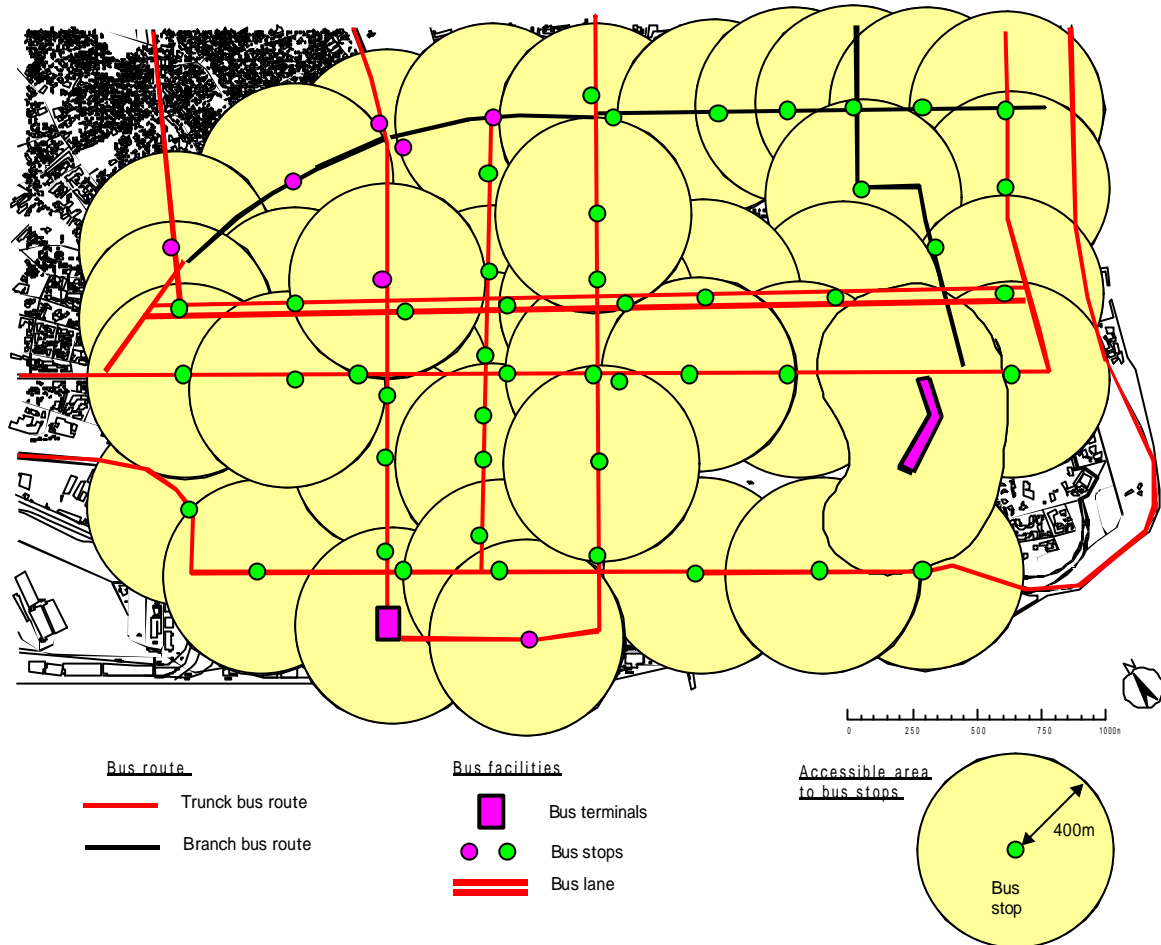 N
0 250 500 750 1000m
Bus route
Trunck bus route
Branch bus route
Bus facilities
Bus terminals
Bus stops
Bus lane
Accessible area
to bus stops
400m
Bus
stop